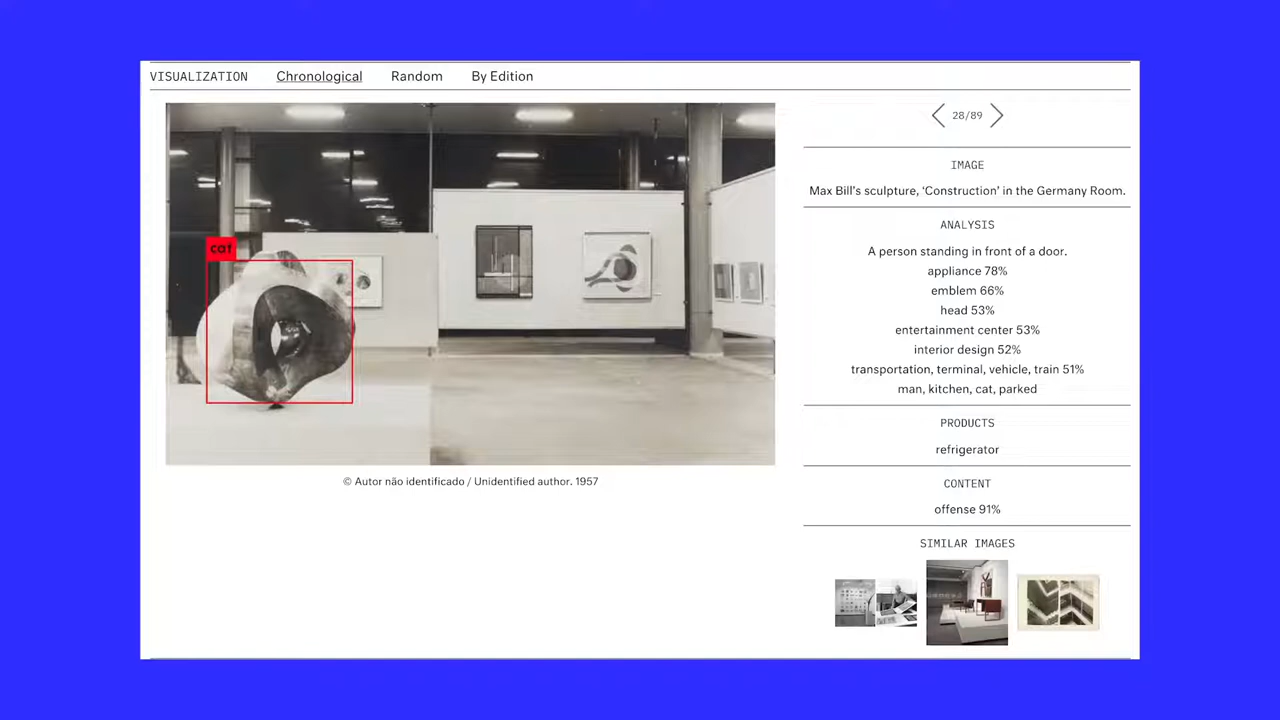 VISUALIZATION Chronological Random By Edition
cat
© Autor não identificado / Unidentified author. 1957
28/89
IMAGE
Max Bill's sculpture, ‘Construction’ in the Germany Room.
ANALYSIS
A person standing in front of a door.
appliance 78%
emblem 66%
head 53%
entertainment center 53%
interior design 52%
transportation, terminal, vehicle, train 51%
man, kitchen, cat, parked
PRODUCTS
refrigerator
CONTENT
offense 91%
SIMILAR IMAGES